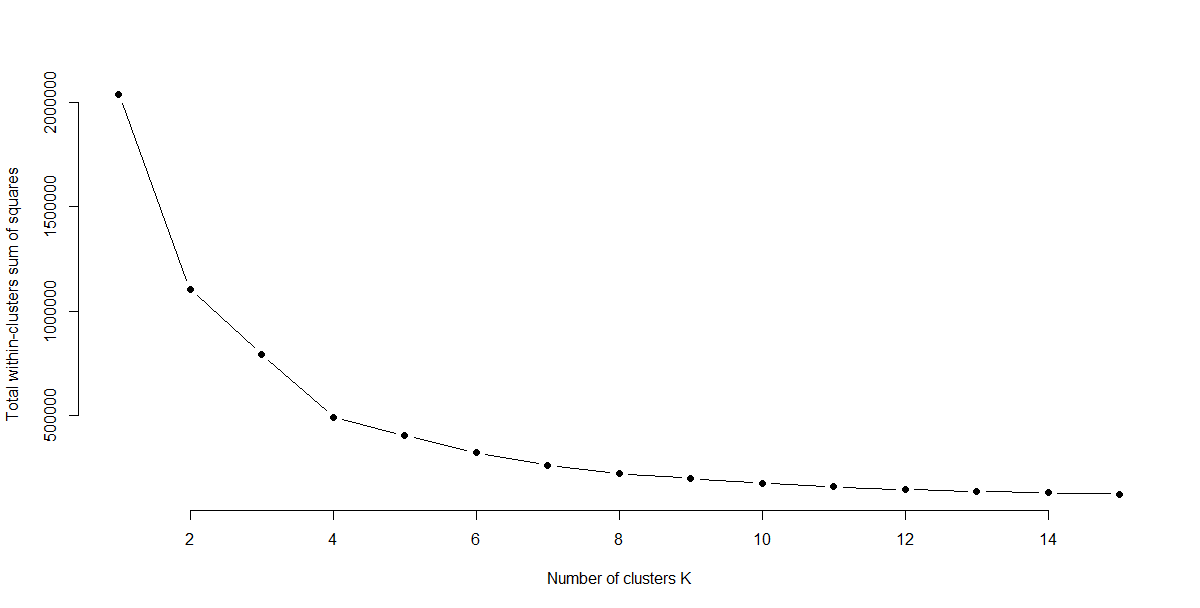 Total within-clusters sum of squares
2000000
1500000
1000000
500000
2 4 6 8 10 12 14
Number of clusters K